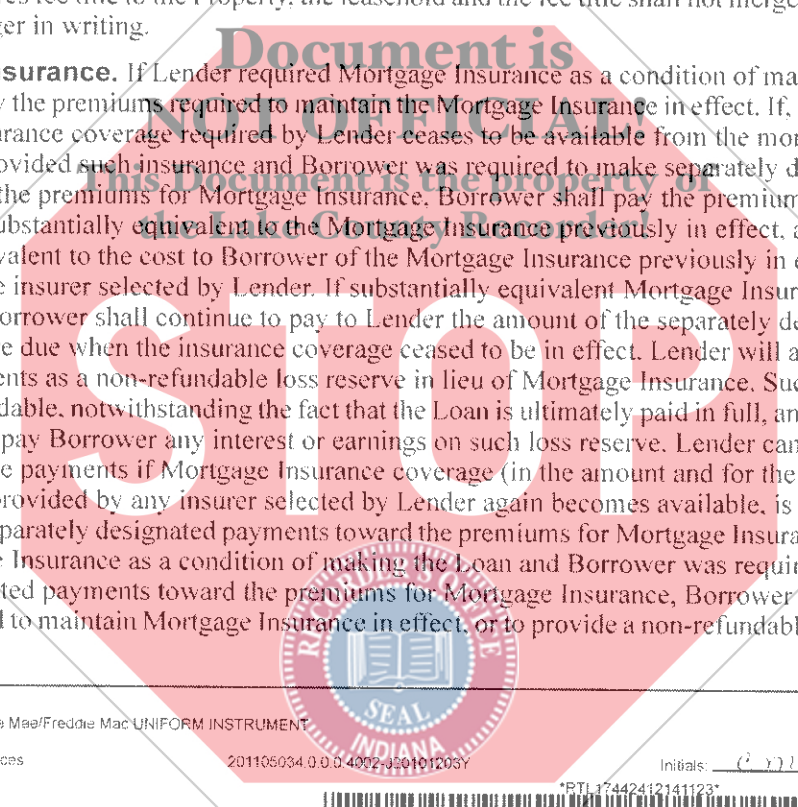 res fee title to the Property, the leasehold and the fee title shall not merge
ger in writing.
Document is
nsurance. If Lender required Mortgage Insurance as a condition of ma
y the premiums required to maintain the Mortgage Insurance in effect. If,
NOT OFFICIAL!
urance coverage required by Lender ceases to be available from the mor
rovided such insurance and Borrower was required to make separately d
This Document is the property of
the premiums for Mortgage Insurance, Borrower shall pay the premium
the Lake County Recorder!
ubstantially equivalent to the Mortgage Insurance previously in effect, a
valent to the cost to Borrower of the Mortgage Insurance previously in e
e insurer selected by Lender. If substantially equivalent Mortgage Insur
orrower shall continue to pay to Lender the amount of the separately de
STOP
e due when the insurance coverage ceased to be in effect. Lender will a
ents as a non-refundable loss reserve in lieu of Mortgage Insurance. Suc
dable, notwithstanding the fact that the Loan is ultimately paid in full, an
pay Borrower any interest or earnings on such loss reserve. Lender can
e payments if Mortgage Insurance coverage (in the amount and for the
provided by any insurer selected by Lender again becomes available, is
parately designated payments toward the premiums for Mortgage Insura
e Insurance as a condition of making the Loan and Borrower was requir
ted payments toward the premiums for Mortgage Insurance, Borrower
d to maintain Mortgage Insurance in effect, or to provide a non-refundabl
RECORDER'S OFFICE
SEAL
INDIANA
e Mae/Freddie Mac UNIFORM INSTRUMENT
ces
201105034.0.0.0.4002-J20101203Y
Initials:
*RTL17442412141123*